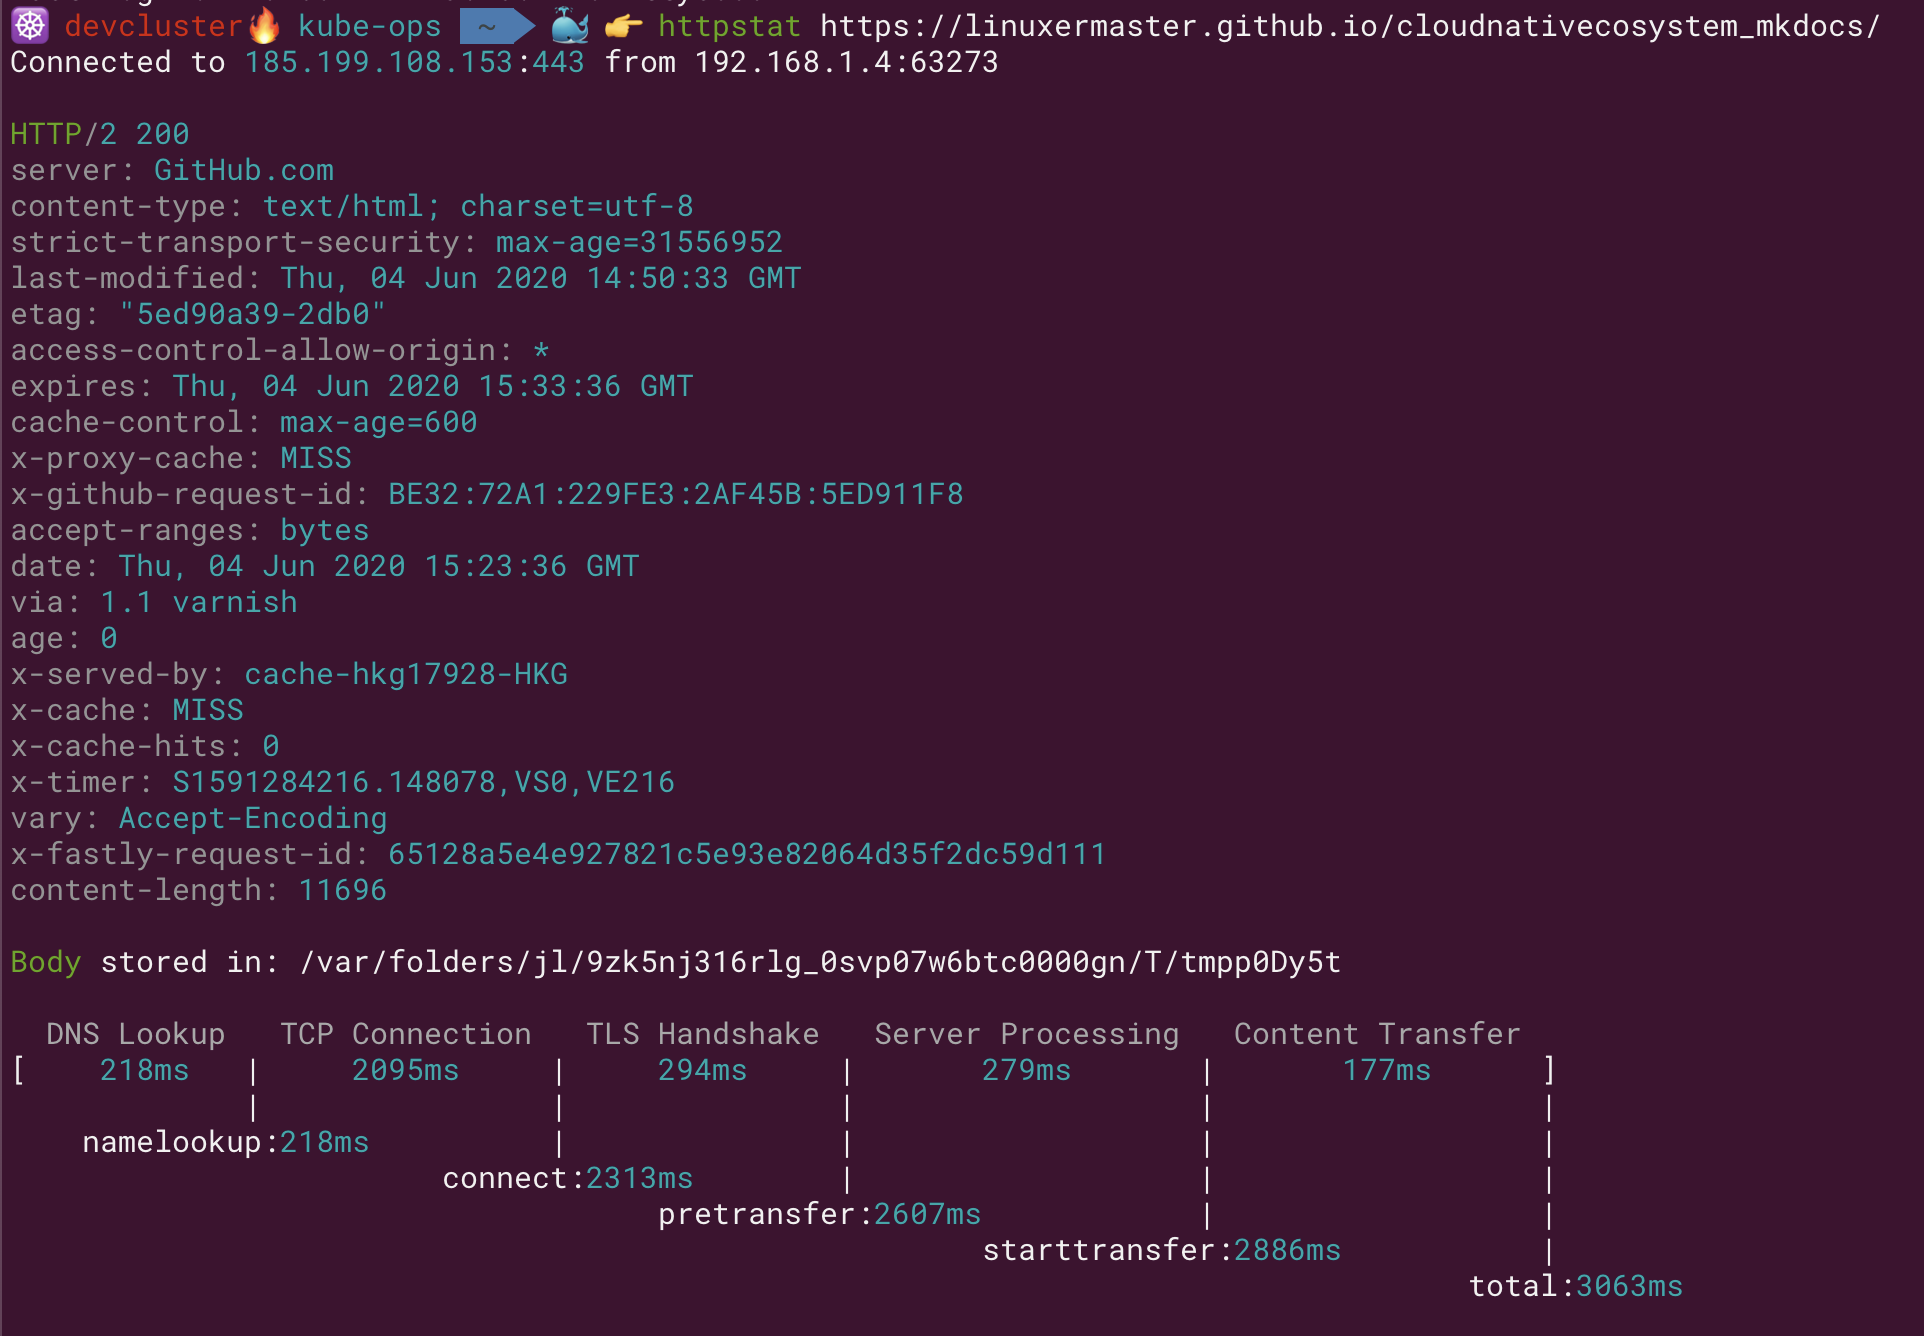 devcluster kube-ops ~ httpstat https://linuxermaster.github.io/cloudnativecosystem_mkdocs/
Connected to 185.199.108.153:443 from 192.168.1.4:63273
HTTP/2 200
server: GitHub.com
content-type: text/html; charset=utf-8
strict-transport-security: max-age=31556952
last-modified: Thu, 04 Jun 2020 14:50:33 GMT
etag: "5ed90a39-2db0"
access-control-allow-origin: *
expires: Thu, 04 Jun 2020 15:33:36 GMT
cache-control: max-age=600
x-proxy-cache: MISS
x-github-request-id: BE32:72A1:229FE3:2AF45B:5ED911F8
accept-ranges: bytes
date: Thu, 04 Jun 2020 15:23:36 GMT
via: 1.1 varnish
age: 0
x-served-by: cache-hkg17928-HKG
x-cache: MISS
x-cache-hits: 0
x-timer: S1591284216.148078,VS0,VE216
vary: Accept-Encoding
x-fastly-request-id: 65128a5e4e927821c5e93e82064d35f2dc59d111
content-length: 11696
Body stored in: /var/folders/jl/9zk5nj316rlg_0svp07w6btc0000gn/T/tmpp0Dy5t
DNS Lookup TCP Connection TLS Handshake Server Processing Content Transfer
[ 218ms | 2095ms | 294ms | 279ms | 177ms ]
| | | | |
namelookup:218ms | | | |
connect:2313ms | | |
pretransfer:2607ms | |
starttransfer:2886ms |
total:3063ms